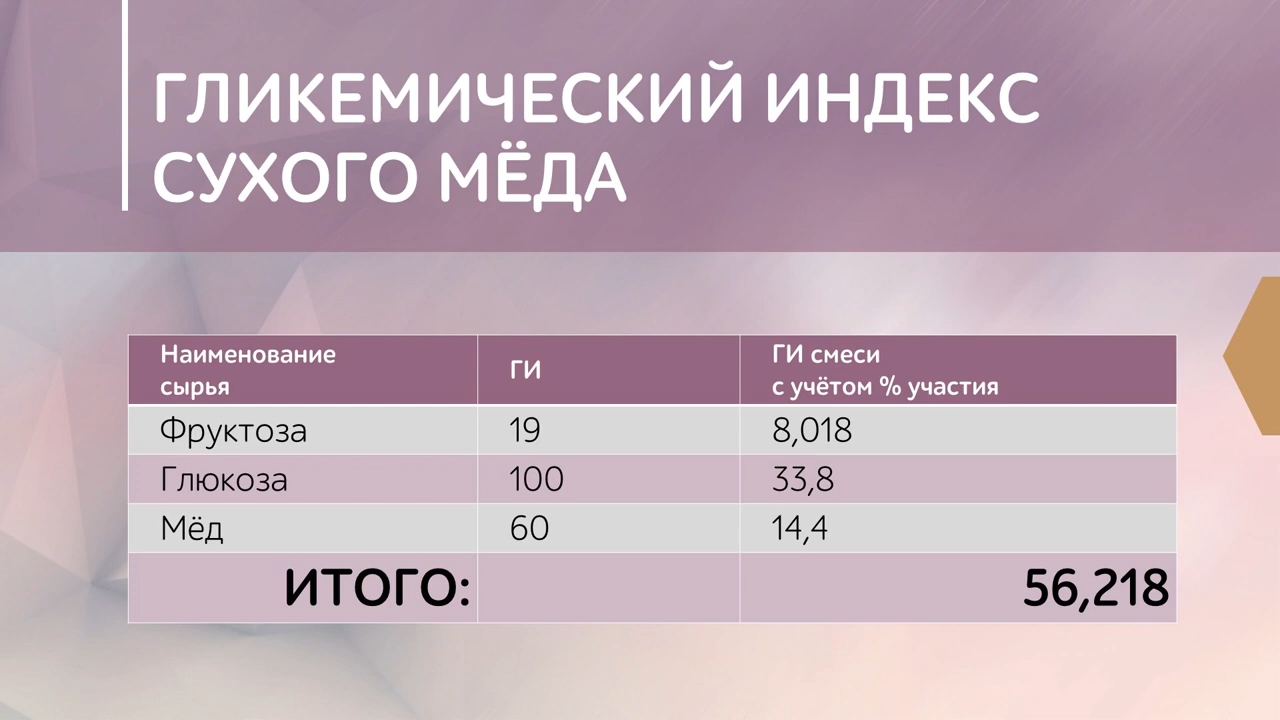 ГЛИКЕМИЧЕСКИЙ ИНДЕКС
СУХОГО МЁДА
Наименование
сырья
ГИ
ГИ смеси
с учётом % участия
Фруктоза 19 8,018
Глюкоза 100 33,8
Мёд 60 14,4
ИТОГО: 56,218